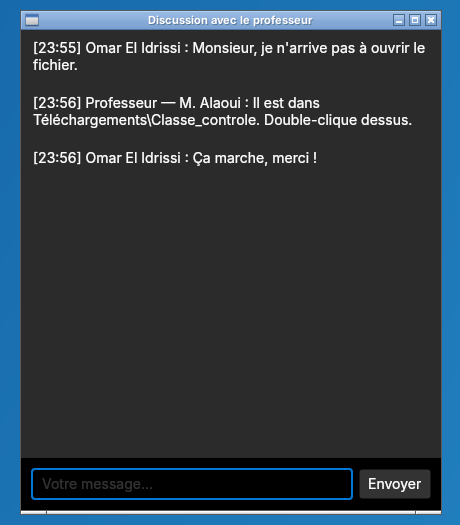 Discussion avec le professeur
[23:55] Omar El Idrissi : Monsieur, je n'arrive pas à ouvrir le
fichier.
[23:56] Professeur — M. Alaoui : Il est dans
Téléchargements\Classe_controle. Double-clique dessus.
[23:56] Omar El Idrissi : Ça marche, merci !
Votre message...
Envoyer